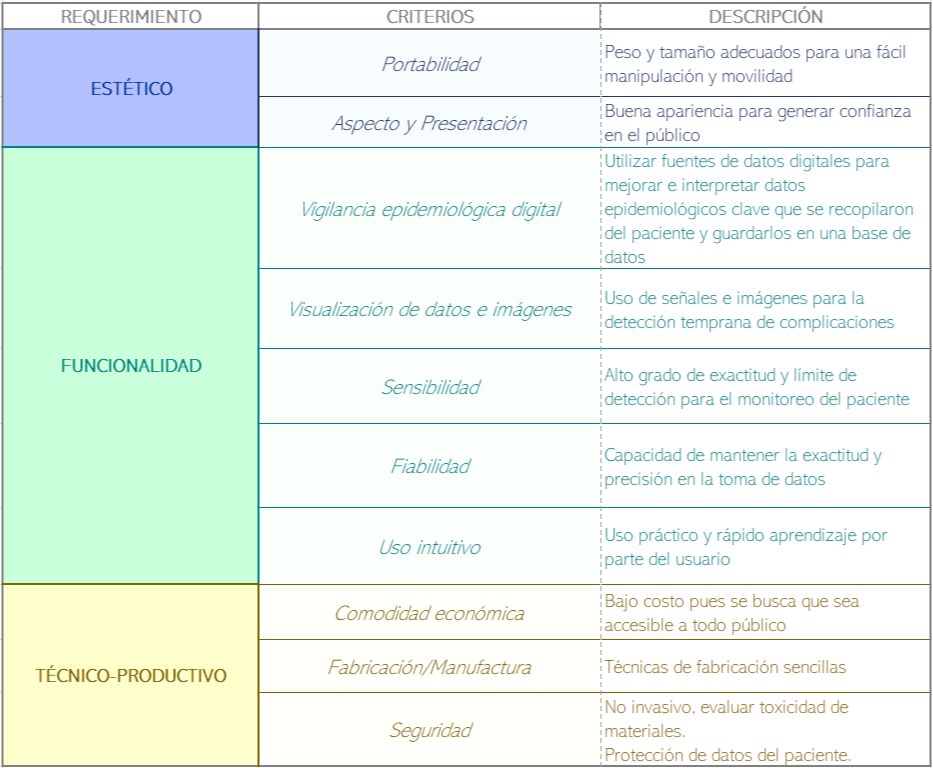 REQUERIMIENTO CRITERIOS DESCRIPCIÓN
ESTÉTICO
Portabilidad
Peso y tamaño adecuados para una fácil
manipulación y movilidad
Aspecto y Presentación
Buena apariencia para generar confianza
en el público
FUNCIONALIDAD
Vigilancia epidemiológica digital
Utilizar fuentes de datos digitales para
mejorar e interpretar datos
epidemiológicos clave que se recopilaron
del paciente y guardarlos en una base de
datos
Visualización de datos e imágenes
Uso de señales e imágenes para la
detección temprana de complicaciones
Sensibilidad
Alto grado de exactitud y límite de
detección para el monitoreo del paciente
Fiabilidad
Capacidad de mantener la exactitud y
precisión en la toma de datos
Uso intuitivo
Uso práctico y rápido aprendizaje por
parte del usuario
TÉCNICO-PRODUCTIVO
Comodidad económica
Bajo costo pues se busca que sea
accesible a todo público
Fabricación/Manufactura
Técnicas de fabricación sencillas
Seguridad
No invasivo, evaluar toxicidad de
materiales.
Protección de datos del paciente.